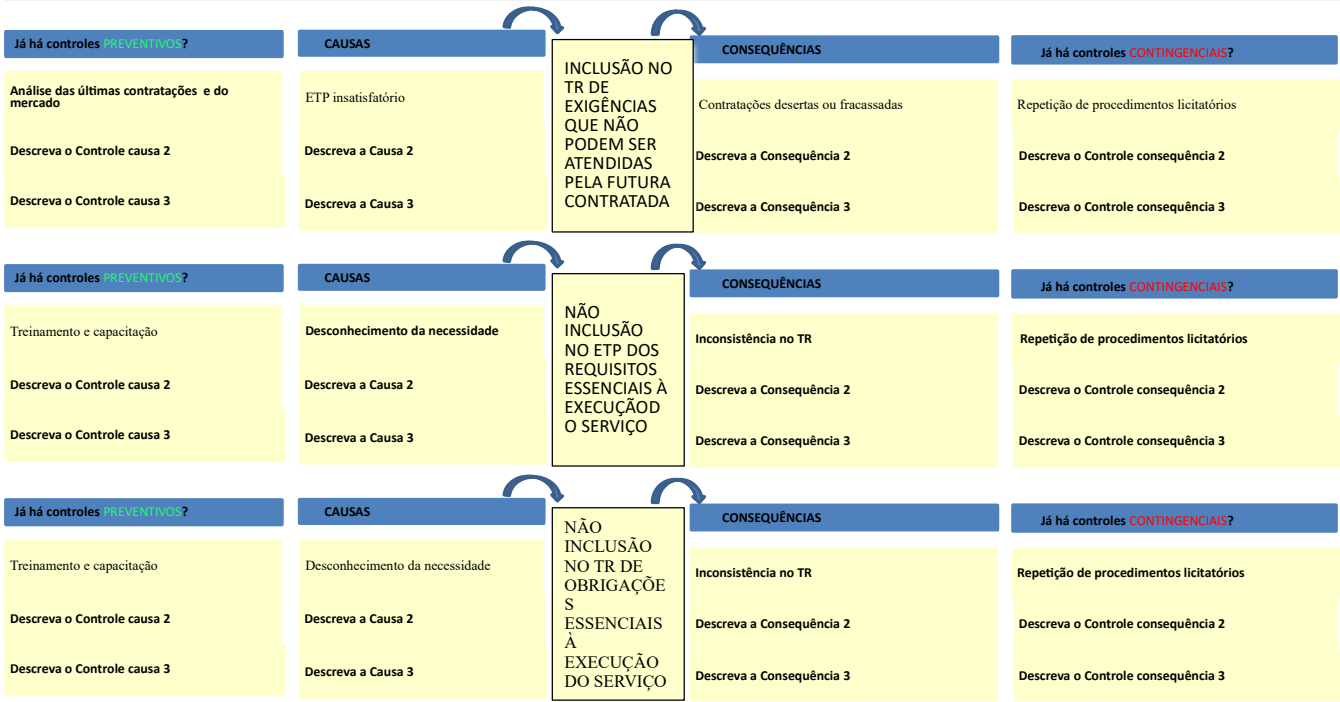 Já há controles PREVENTIVOS?
CAUSAS
CONSEQUÊNCIAS
Já há controles CONTINGENCIAIS?
Análise das últimas contratações e do
mercado
ETP insatisfatório
INCLUSÃO NO
TR DE
EXIGÊNCIAS
QUE NÃO
PODEM SER
ATENDIDAS
PELA FUTURA
CONTRATADA
Contratações desertas ou fracassadas
Repetição de procedimentos licitatórios
Descreva o Controle causa 2
Descreva a Causa 2
Descreva a Consequência 2
Descreva o Controle consequência 2
Descreva o Controle causa 3
Descreva a Causa 3
Descreva a Consequência 3
Descreva o Controle consequência 3
Já há controles PREVENTIVOS?
CAUSAS
CONSEQUÊNCIAS
Já há controles CONTINGENCIAIS?
Treinamento e capacitação
Desconhecimento da necessidade
NÃO
INCLUSÃO
NO ETP DOS
REQUISITOS
ESSENCIAIS À
EXECUÇÃOD
O SERVIÇO
Inconsistência no TR
Repetição de procedimentos licitatórios
Descreva o Controle causa 2
Descreva a Causa 2
Descreva a Consequência 2
Descreva o Controle consequência 2
Descreva o Controle causa 3
Descreva a Causa 3
Descreva a Consequência 3
Descreva o Controle consequência 3
Já há controles PREVENTIVOS?
CAUSAS
CONSEQUÊNCIAS
Já há controles CONTINGENCIAIS?
Treinamento e capacitação
Desconhecimento da necessidade
NÃO
INCLUSÃO
NO TR DE
OBRIGAÇÕE
S
ESSENCIAIS
À
EXECUÇÃO
DO SERVIÇO
Inconsistência no TR
Repetição de procedimentos licitatórios
Descreva o Controle causa 2
Descreva a Causa 2
Descreva a Consequência 2
Descreva o Controle consequência 2
Descreva o Controle causa 3
Descreva a Causa 3
Descreva a Consequência 3
Descreva o Controle consequência 3